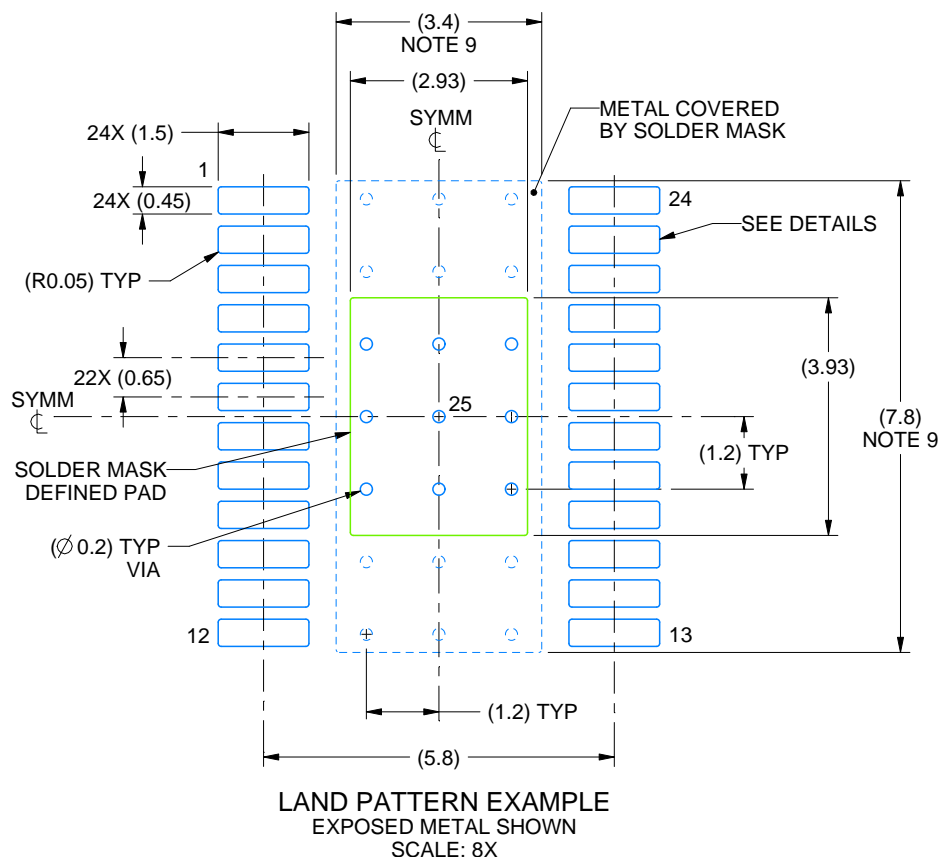 (3.4)
NOTE 9
(2.93)
SYMM
METAL COVERED
BY SOLDER MASK
24X (1.5)
1
24
24X (0.45)
SEE DETAILS
(R0.05) TYP
(3.93)
22X (0.65)
SYMM
25
(7.8)
NOTE 9
(1.2) TYP
SOLDER MASK
DEFINED PAD
(Ø0.2) TYP
VIA
12
13
(1.2) TYP
(5.8)
LAND PATTERN EXAMPLE
EXPOSED METAL SHOWN
SCALE: 8X